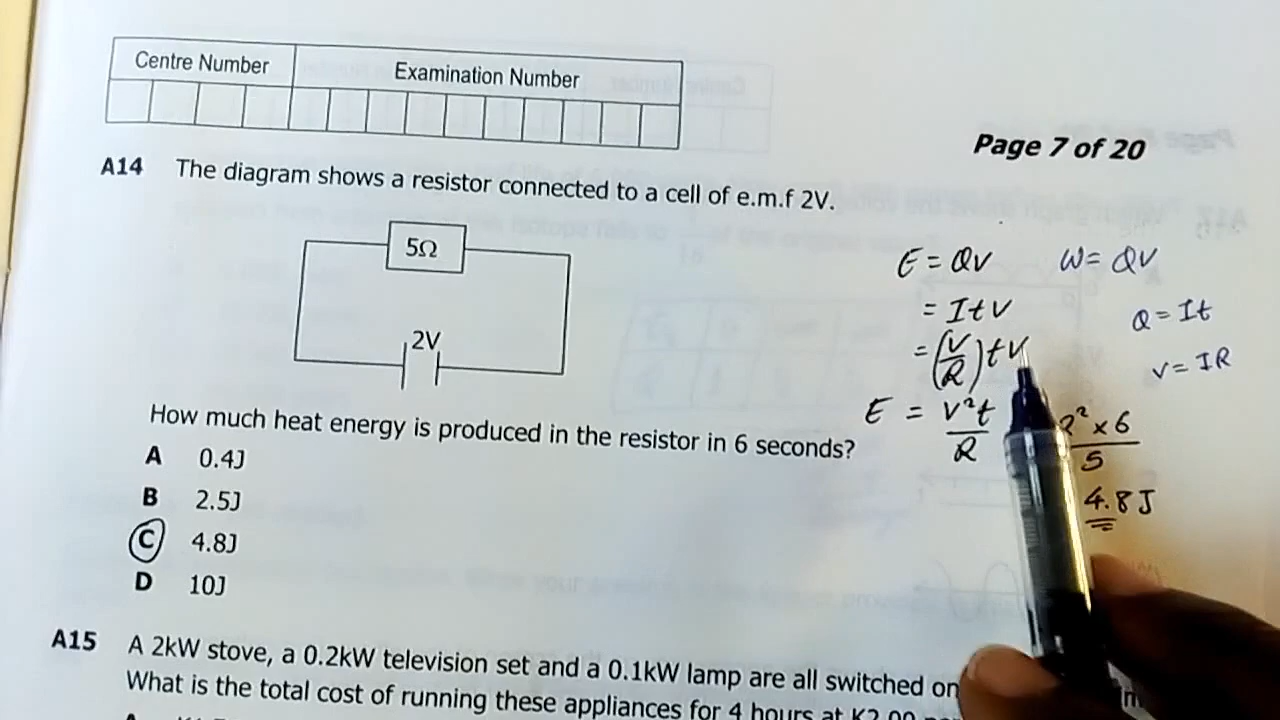 Centre Number Examination Number
Page 7 of 20
A14 The diagram shows a resistor connected to a cell of e.m.f 2V.
5Ω
2V
E = QV W = QV
= ItV Q = It
= (V/R) tV V = IR
E = V²t/R 2² × 6/5
4.8J
How much heat energy is produced in the resistor in 6 seconds?
A 0.4J
B 2.5J
C 4.8J
D 10J
A15 A 2kW stove, a 0.2kW television set and a 0.1kW lamp are all switched on
What is the total cost of running these appliances for 4 hours at K2.00